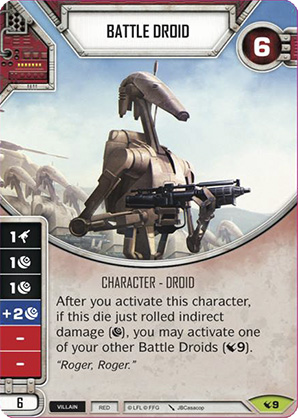 BATTLE DROID
6
1
1
1
+2
-
-
6
CHARACTER - DROID
After you activate this character,
if this die just rolled indirect
damage ( ), you may activate one
of your other Battle Droids ( 9).
"Roger, Roger."
VILLAIN
RED
© LFL © FFG
JBCasacop
9